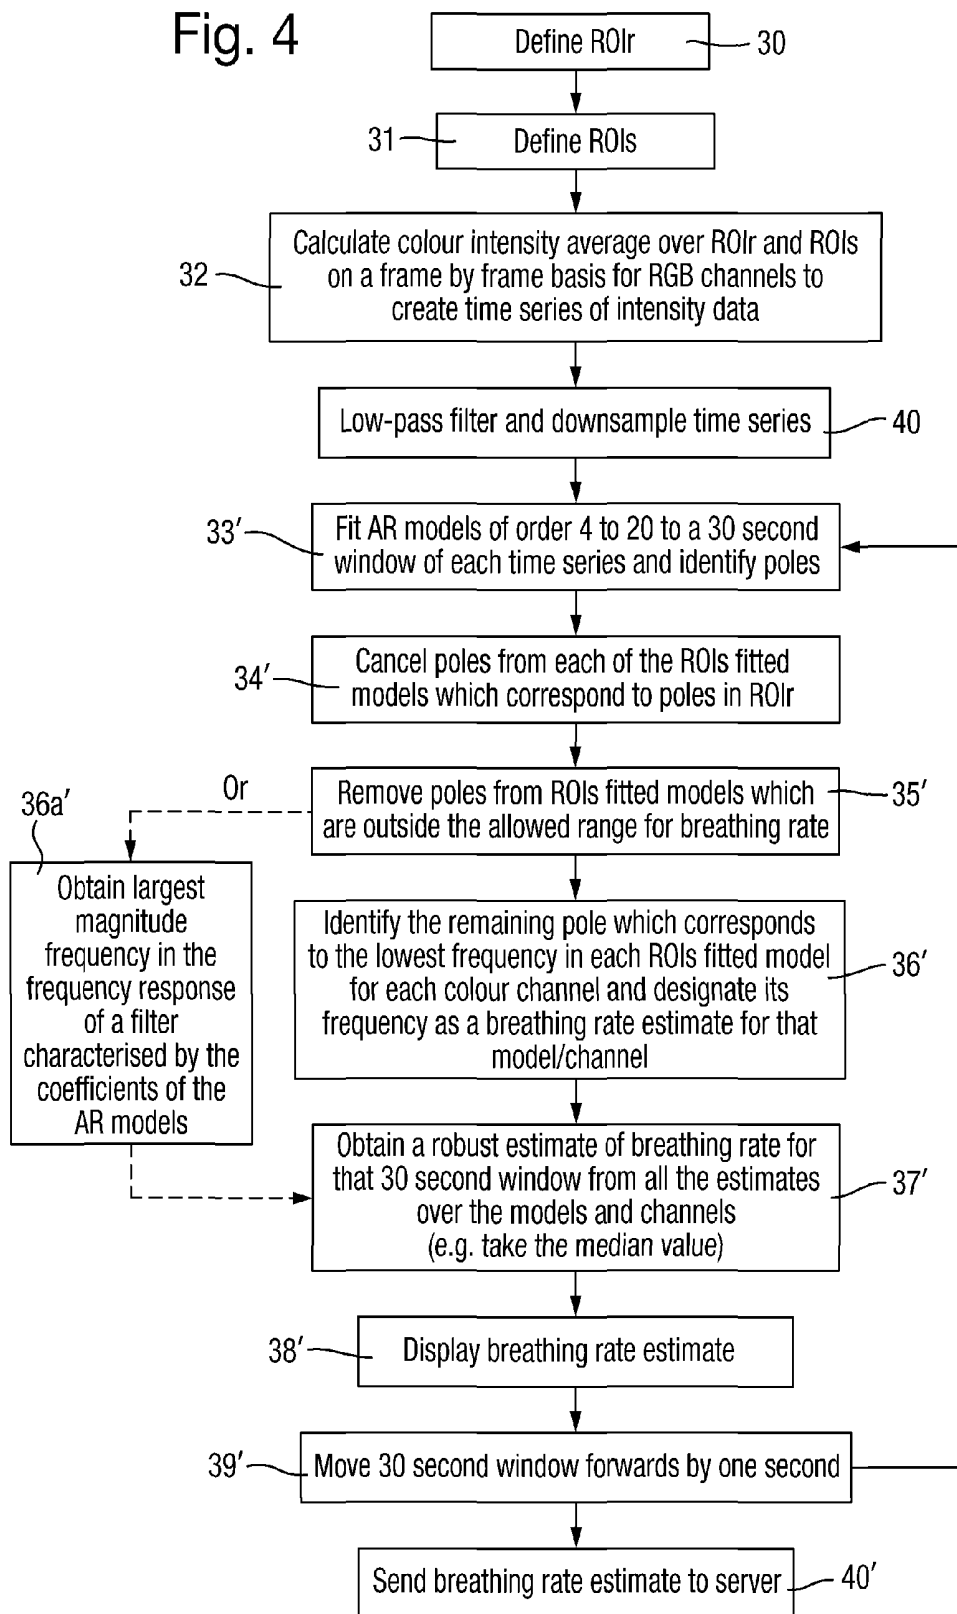 Fig. 4
Define ROIr
30
31
Define ROIs
32
Calculate colour intensity average over ROIr and ROIs
on a frame by frame basis for RGB channels to
create time series of intensity data
Low-pass filter and downsample time series
40
33'
Fit AR models of order 4 to 20 to a 30 second
window of each time series and identify poles
34'
Cancel poles from each of the ROIs fitted
models which correspond to poles in ROIr
Or
36a'
Remove poles from ROIs fitted models which
are outside the allowed range for breathing rate
35'
Obtain largest
magnitude
frequency in the
frequency response
of a filter
characterised by the
coefficients of the
AR models
Identify the remaining pole which corresponds
to the lowest frequency in each ROIs fitted model
for each colour channel and designate its
frequency as a breathing rate estimate for that
model/channel
36'
Obtain a robust estimate of breathing rate for
that 30 second window from all the estimates
over the models and channels
(e.g. take the median value)
37'
38'
Display breathing rate estimate
39'
Move 30 second window forwards by one second
Send breathing rate estimate to server
40'